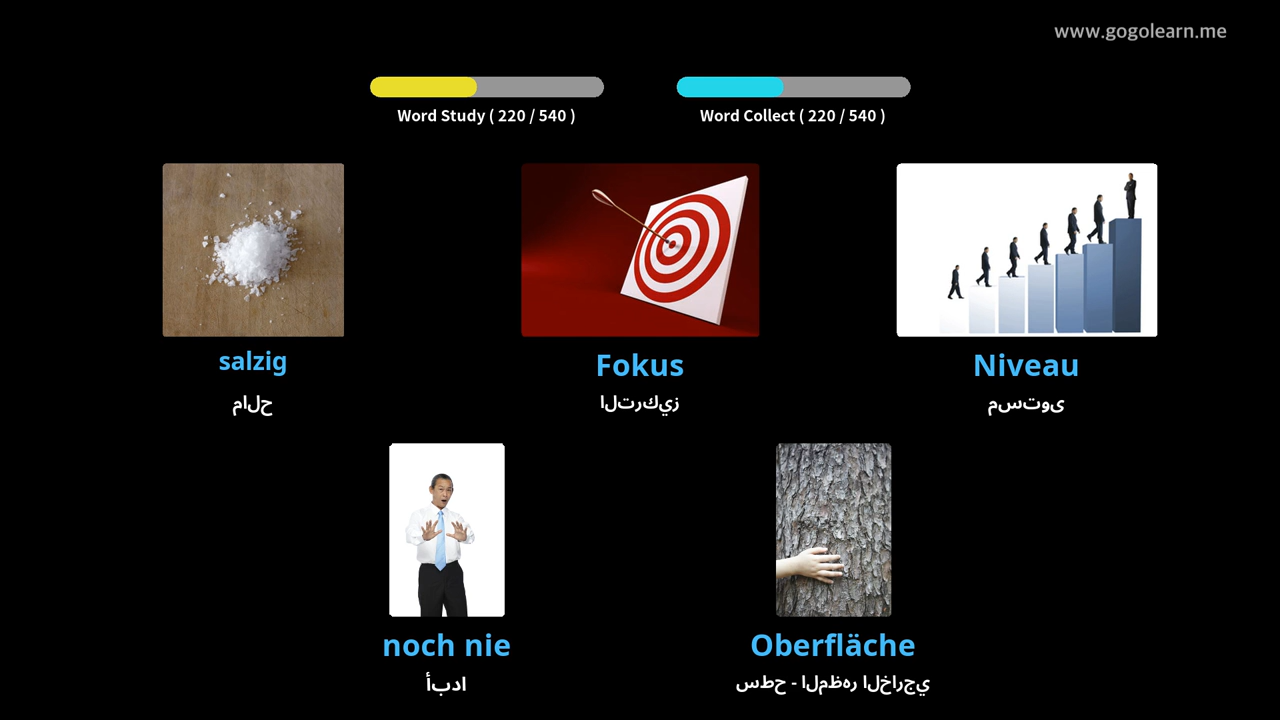 www.gogolearn.me
Word Study ( 220 / 540 )
Word Collect ( 220 / 540 )
salzig
مالح
Fokus
التركيز
Niveau
مستوى
noch nie
أبدا
Oberfläche
سطح - المظهر الخارجي